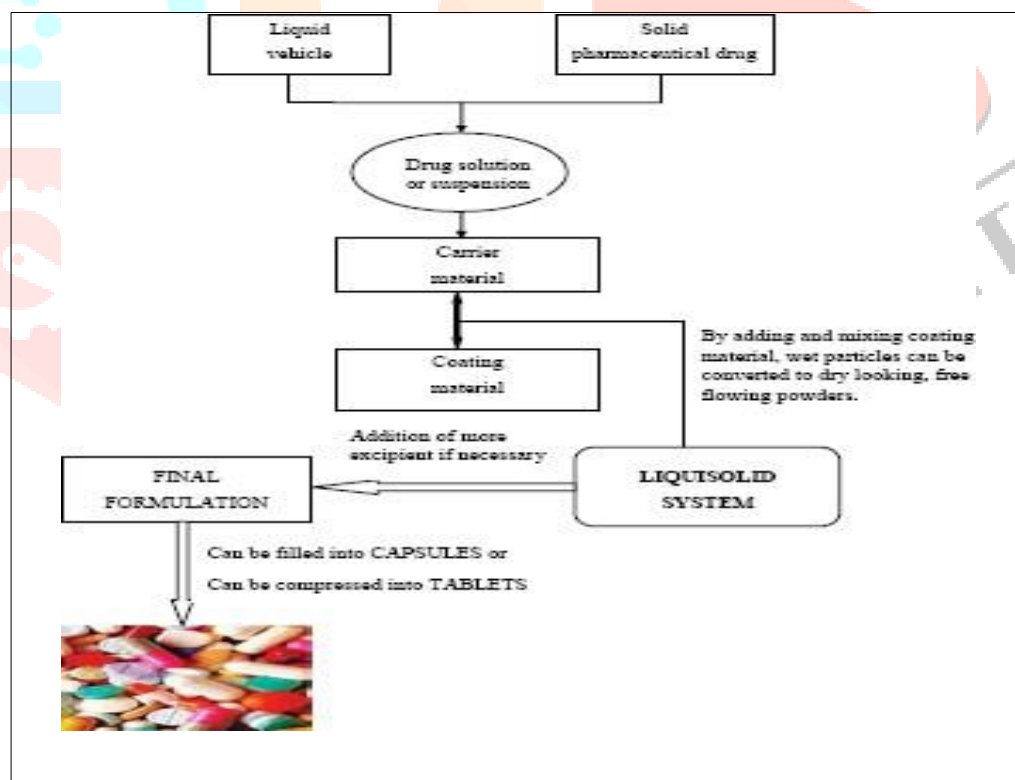 Liquid
vehicle
Solid
pharmaceutical drug
Drug solution
or suspension
Carrier
material
By adding and mixing coating
material, wet particles can be
converted to dry looking, free
flowing powders.
Coating
material
Addition of more
excipient if necessary
FINAL
FORMULATION
LIQUISOLID
SYSTEM
Can be filled into CAPSULES or
Can be compressed into TABLETS